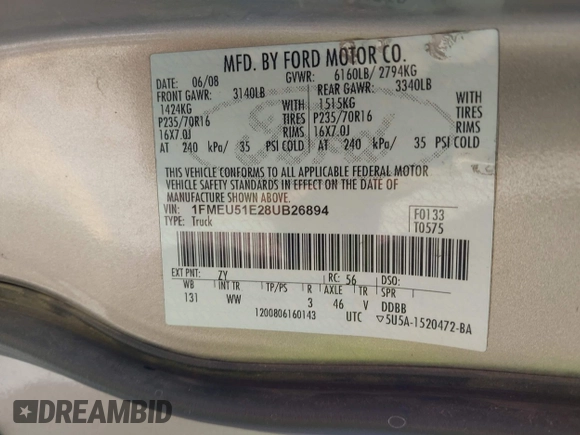 MFD. BY FORD MOTOR CO.
DATE: 06/08 GVWR: 6160LB/ 2794KG
FRONT GAWR: 3140LB REAR GAWR: 3340LB
1424KG WITH 1515KG WITH
P235/70R16 TIRES P235/70R16 TIRES
16X7.0J RIMS 16X7.0J RIMS
AT 240 kPa/ 35 PSI COLD AT 240 kPa/ 35 PSI COLD
THIS VEHICLE CONFORMS TO ALL APPLICABLE FEDERAL MOTOR
VEHICLE SAFETY STANDARDS IN EFFECT ON THE DATE OF
MANUFACTURE SHOWN ABOVE.
VIN: 1FMEU51E28UB26894 F0133
TYPE: Truck T0575
EXT PNT: ZY RC: 56 DSO:
WB INT TR TP/PS R AXLE TR SPR
131 WW 3 46 V DDBB
1200806160143 UTC ▽5U5A-1520472-BA
Ford
DREAMBID